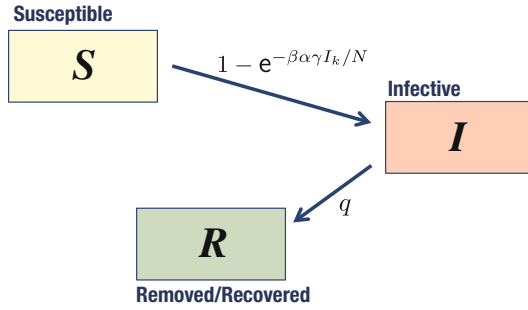 Susceptible
S
1 − e^{−βαγI_k/N}
Infective
I
q
R
Removed/Recovered